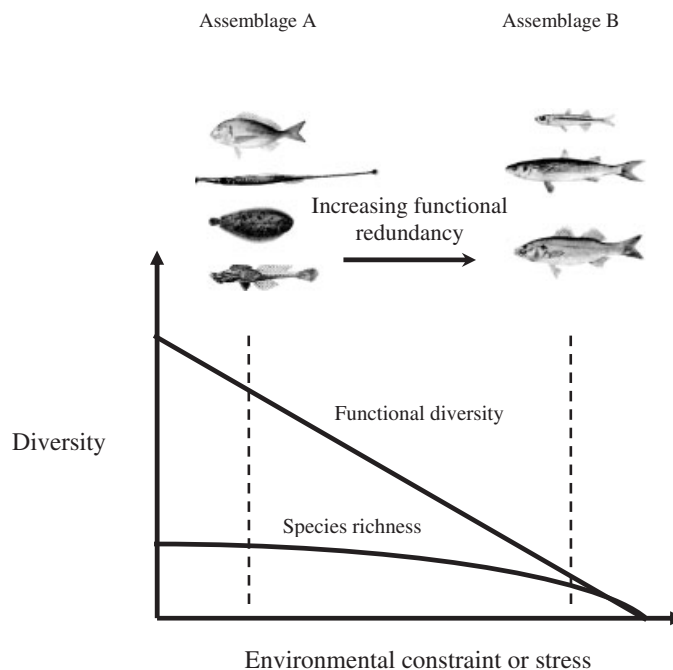 Assemblage A
Assemblage B
Increasing functional
redundancy
Functional diversity
Diversity
Species richness
Environmental constraint or stress